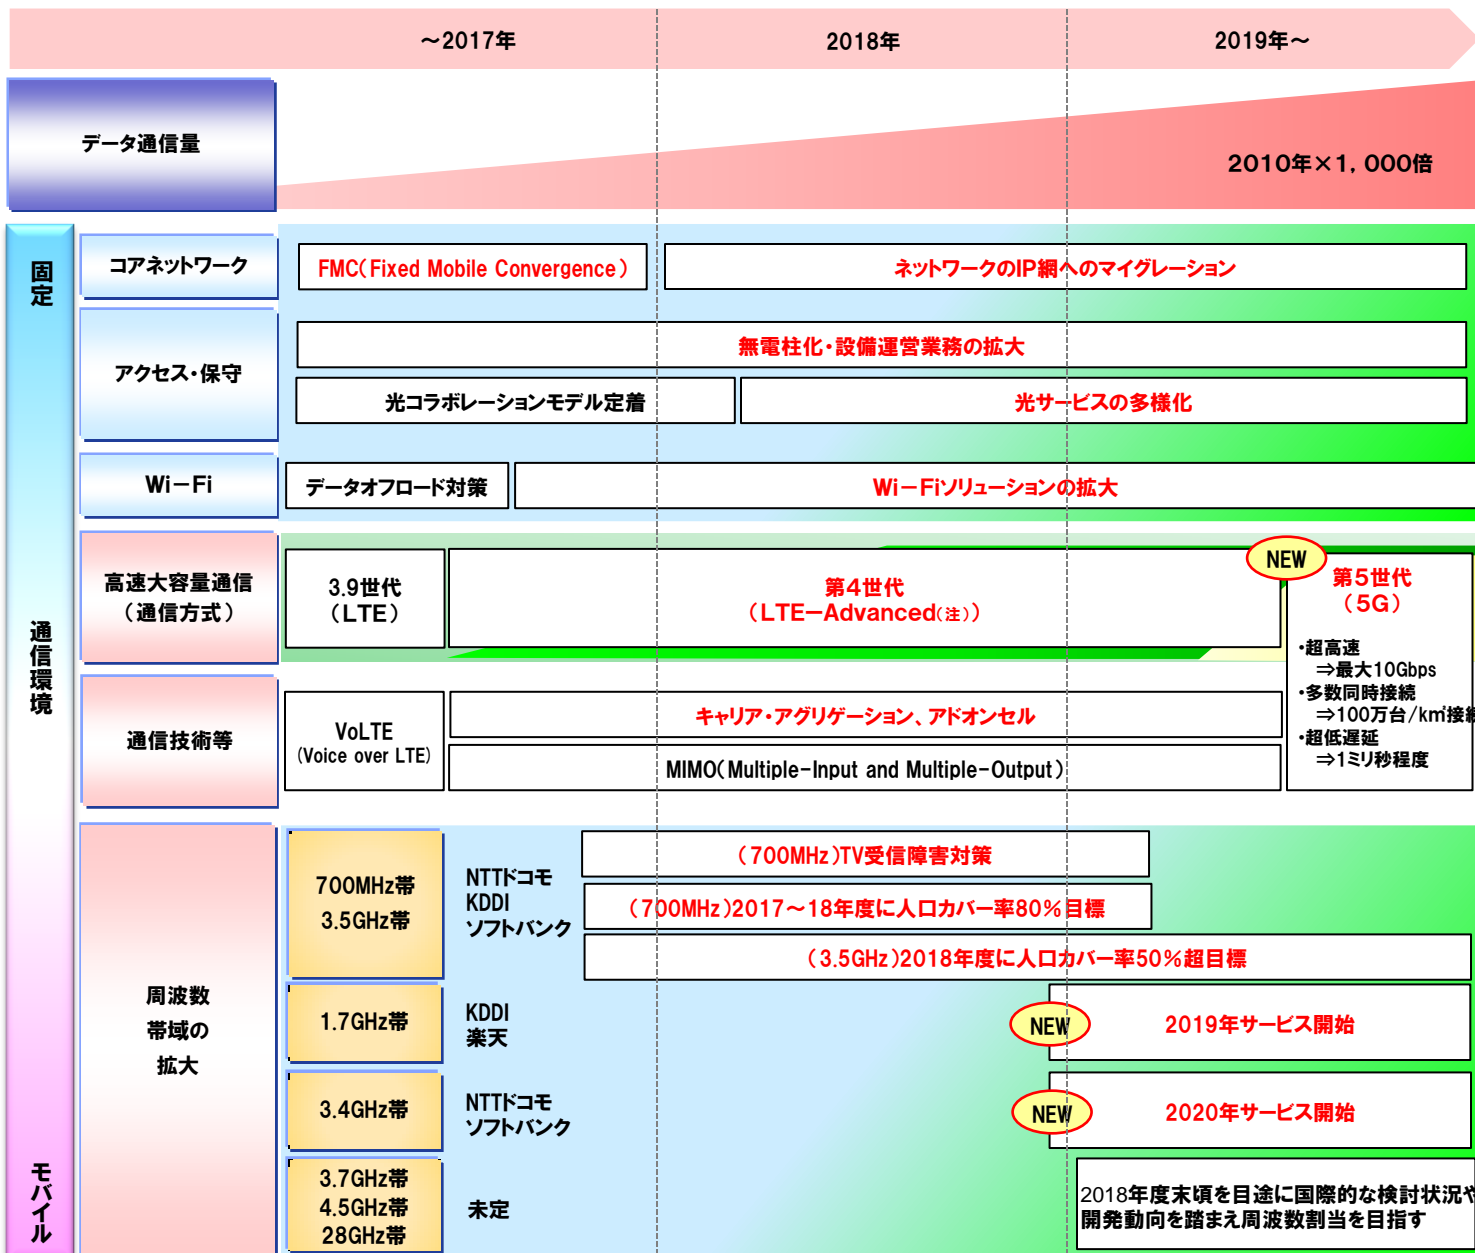 ～2017年
2018年
2019年～
データ通信量
2010年×1，000倍
固定
通信環境
モバイル
コアネットワーク
FMC（Fixed Mobile Convergence）
ネットワークのIP網へのマイグレーション
アクセス・保守
無電柱化・設備運営業務の拡大
光コラボレーションモデル定着
光サービスの多様化
Wi－Fi
データオフロード対策
Wi－Fiソリューションの拡大
高速大容量通信
（通信方式）
3.9世代
（LTE）
第4世代
（LTE－Advanced（注））
NEW
第5世代
（5G）
・超高速
⇒最大10Gbps
・多数同時接続
⇒100万台/k㎡接続
・超低遅延
⇒1ミリ秒程度
通信技術等
VoLTE
(Voice over LTE)
キャリア・アグリゲーション、アドオンセル
MIMO（Multiple-Input and Multiple-Output）
周波数
帯域の
拡大
700MHz帯
3.5GHz帯
NTTドコモ
KDDI
ソフトバンク
（700MHz）TV受信障害対策
（700MHz）2017～18年度に人口カバー率80％目標
（3.5GHz）2018年度に人口カバー率50％超目標
1.7GHz帯
KDDI
楽天
NEW
2019年サービス開始
3.4GHz帯
NTTドコモ
ソフトバンク
NEW
2020年サービス開始
3.7GHz帯
4.5GHz帯
28GHz帯
未定
2018年度末頃を目途に国際的な検討状況や
開発動向を踏まえ周波数割当を目指す